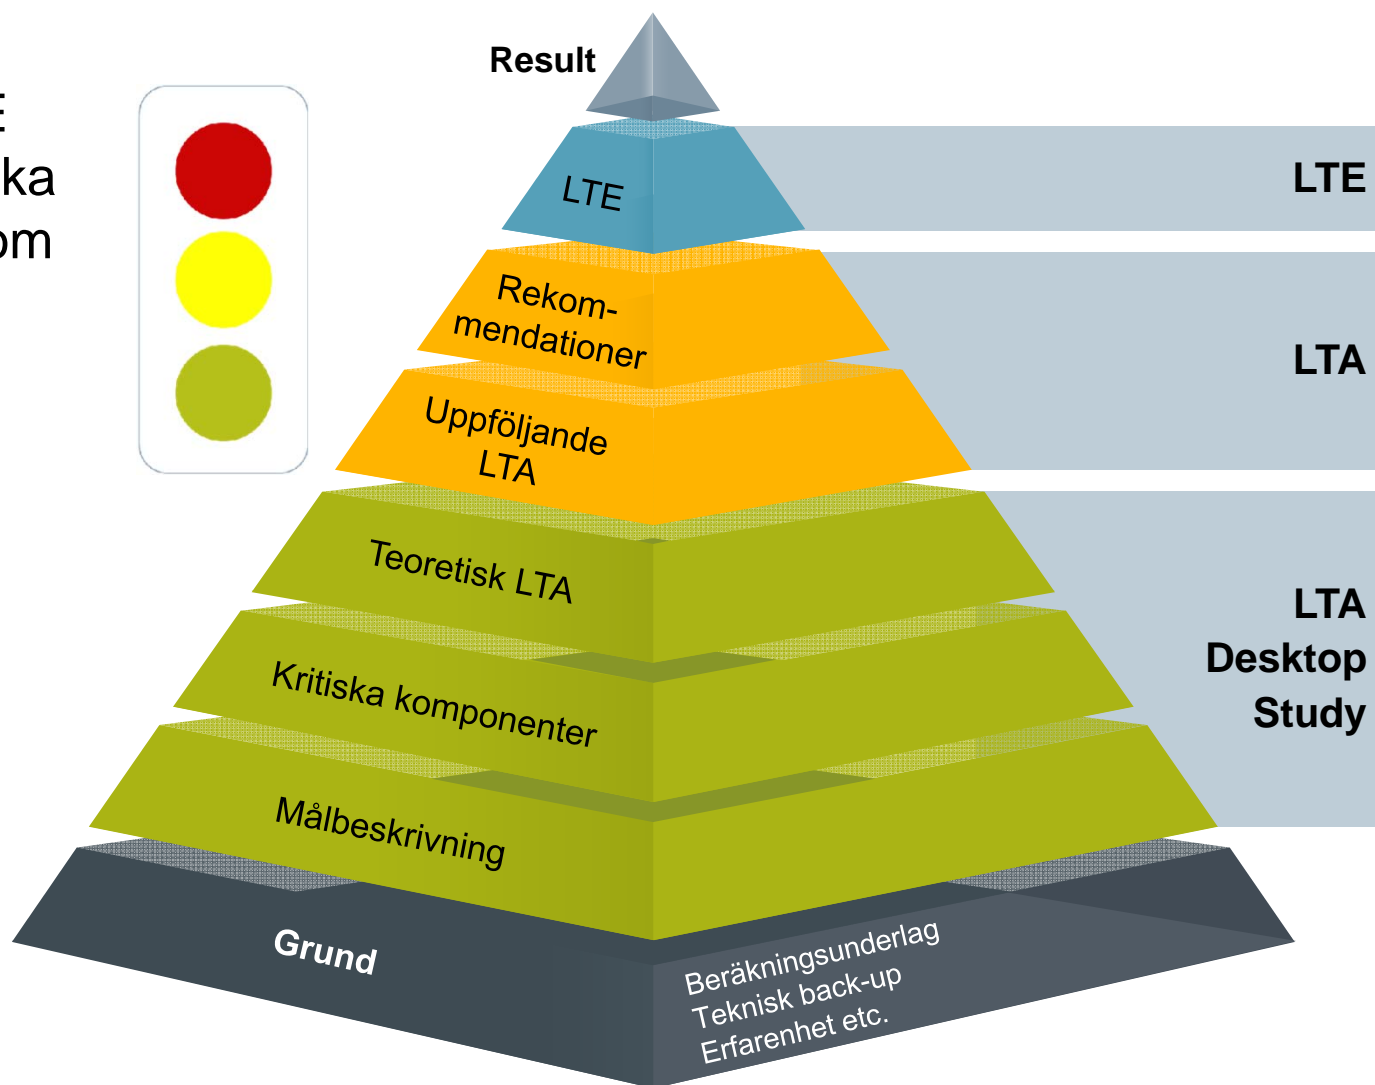 Result
E
ka
om
LTE
LTE
Rekom-
mendationer
LTA
Uppföljande
LTA
Teoretisk LTA
LTA
Desktop
Study
Kritiska komponenter
Målbeskrivning
Grund
Beräkningsunderlag
Teknisk back-up
Erfarenhet etc.